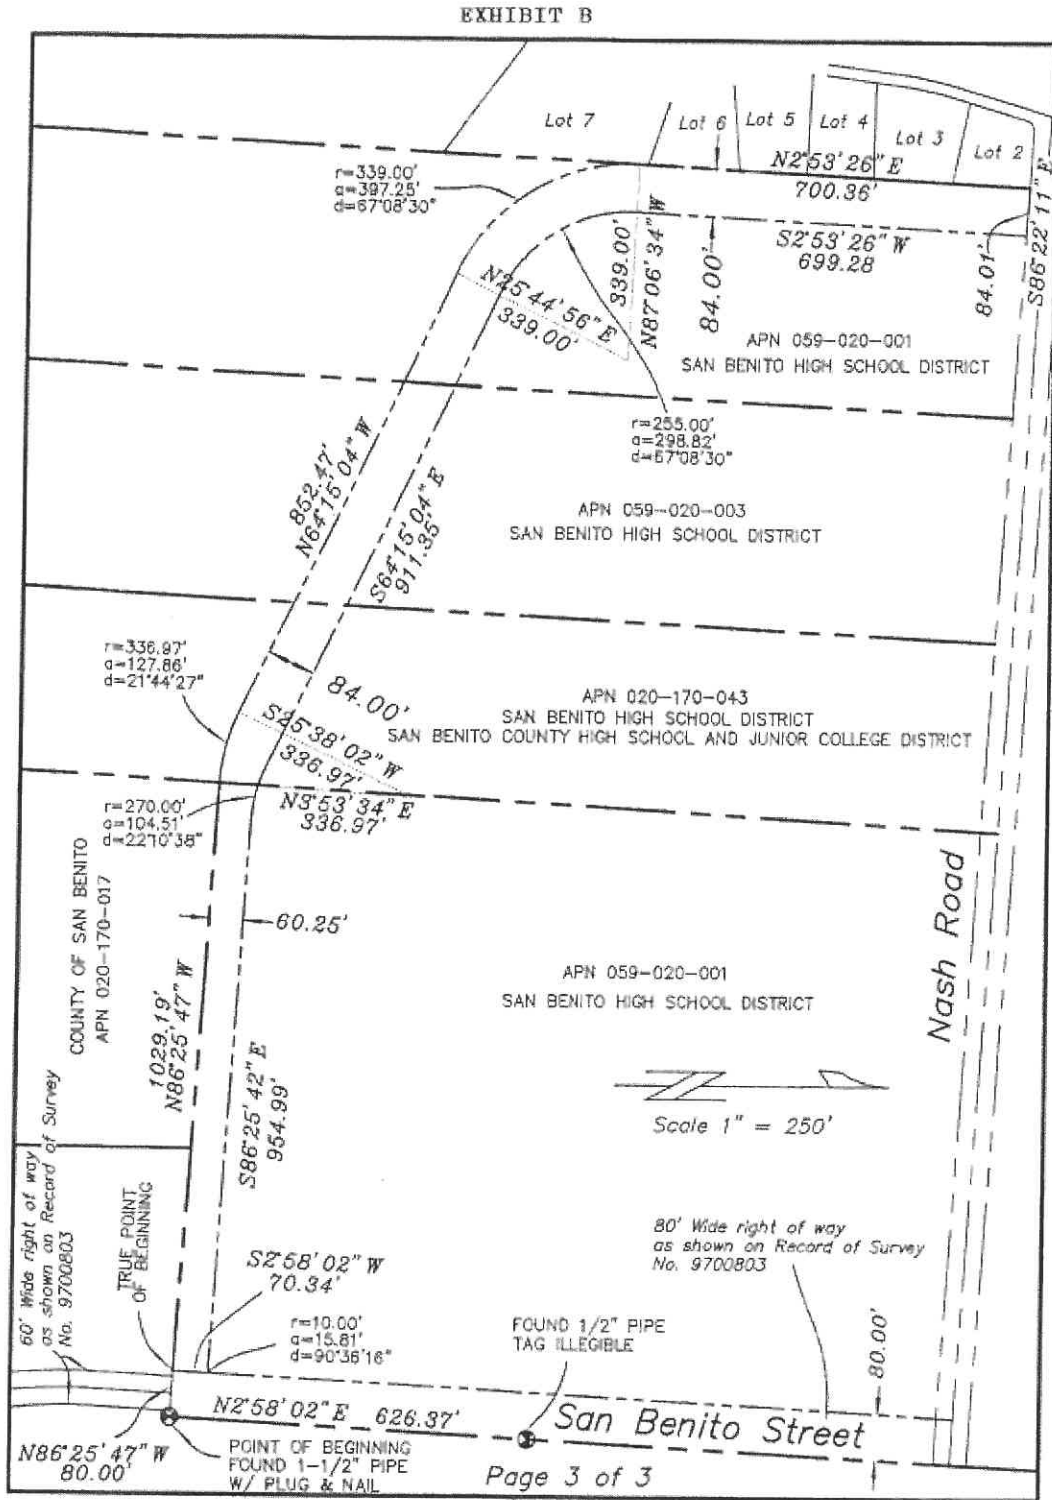 EXHIBIT B
Lot 7
Lot 6
Lot 5
Lot 4
Lot 3
Lot 2
N2°53'26" E
700.36'
r=339.00'
a=397.25'
d=67°08'30"
S86°22'11" E
S2°53'26" W
699.28
84.01'
339.00'
N87°06'34" W
84.00'
N25°44'56" E
339.00'
APN 059-020-001
SAN BENITO HIGH SCHOOL DISTRICT
r=255.00'
a=298.82'
d=67°08'30"
852.47'
N64°15'04" W
S64°15'04" E
911.35'
APN 059-020-003
SAN BENITO HIGH SCHOOL DISTRICT
r=336.97'
a=127.86'
d=21°44'27"
84.00'
APN 020-170-043
SAN BENITO HIGH SCHOOL DISTRICT
SAN BENITO COUNTY HIGH SCHOOL AND JUNIOR COLLEGE DISTRICT
S25°38'02" W
336.97'
N3°53'34" E
336.97'
r=270.00'
a=104.51'
d=22°10'38"
COUNTY OF SAN BENITO
APN 020-170-017
60.25'
Nash Road
APN 059-020-001
SAN BENITO HIGH SCHOOL DISTRICT
1029.19'
N86°25'47" W
S86°25'42" E
954.99'
Scale 1" = 250'
60' Wide right of way
as shown on Record of Survey
No. 9700803
TRUE POINT
OF BEGINNING
S2°58'02" W
70.34'
80' Wide right of way
as shown on Record of Survey
No. 9700803
r=10.00'
a=15.81'
d=90°36'16"
FOUND 1/2" PIPE
TAG ILLEGIBLE
80.00'
N2°58'02" E 626.37'
San Benito Street
N86°25'47" W
80.00'
POINT OF BEGINNING
FOUND 1-1/2" PIPE
W/ PLUG & NAIL
Page 3 of 3